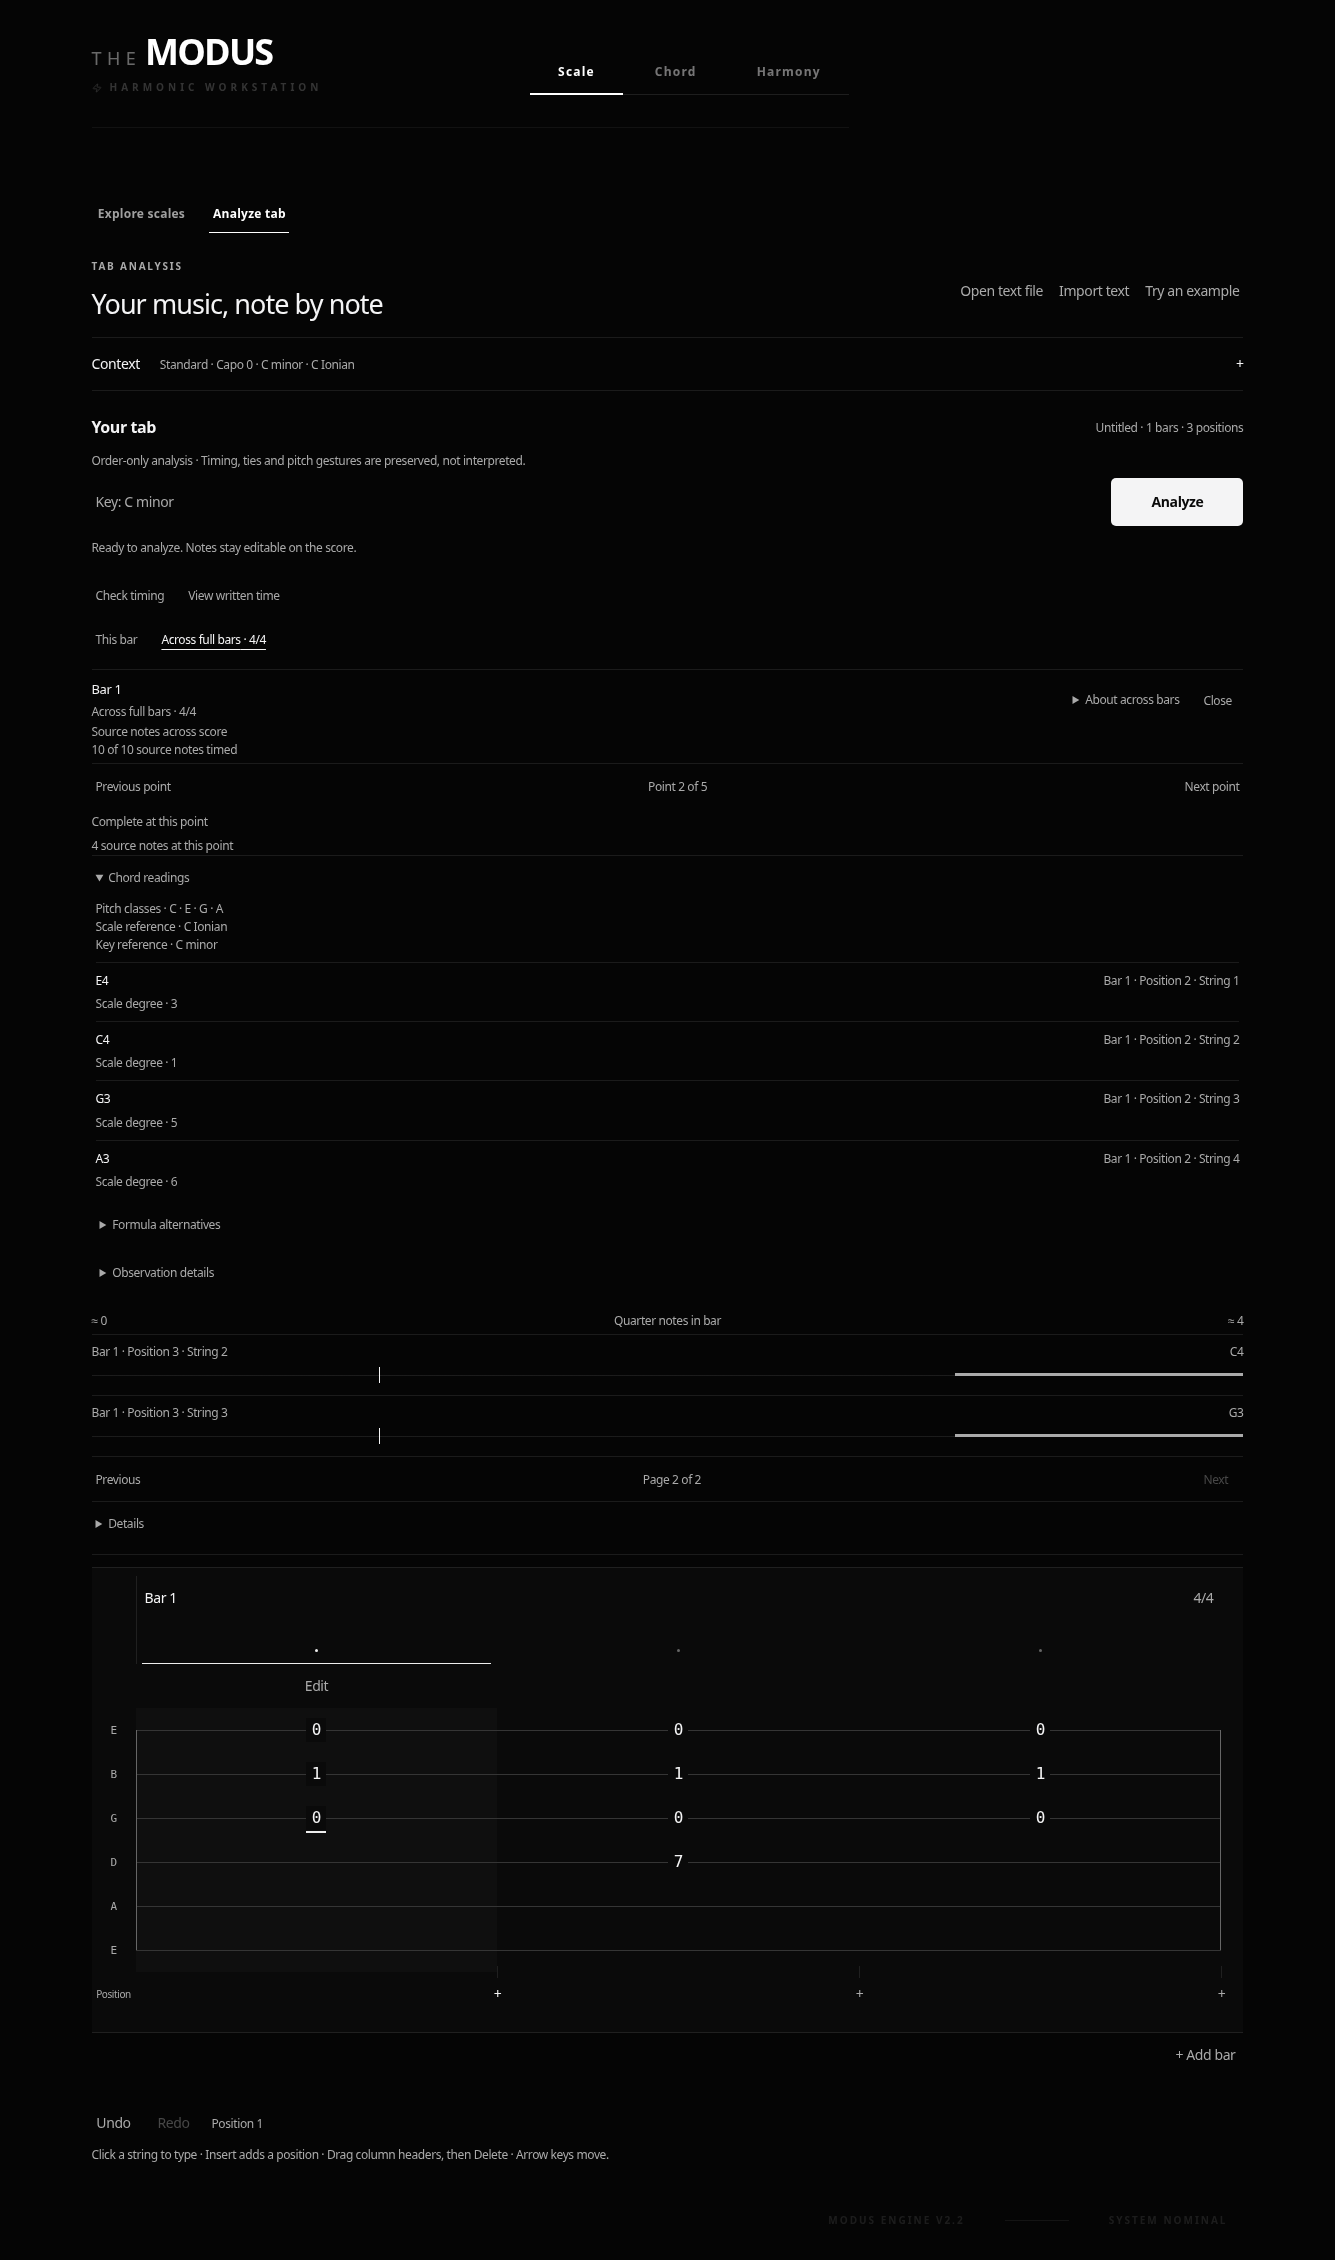 THE MODUS
HARMONIC WORKSTATION
Scale Chord Harmony
Explore scales Analyze tab
TAB ANALYSIS
Your music, note by note
Open text file Import text Try an example
Context Standard · Capo 0 · C minor · C Ionian +
Your tab Untitled · 1 bars · 3 positions
Order-only analysis · Timing, ties and pitch gestures are preserved, not interpreted.
Key: C minor Analyze
Ready to analyze. Notes stay editable on the score.
Check timing View written time
This bar Across full bars · 4/4
Bar 1
▶ About across bars Close
Across full bars · 4/4
Source notes across score
10 of 10 source notes timed
Previous point Point 2 of 5 Next point
Complete at this point
4 source notes at this point
▼ Chord readings
Pitch classes · C · E · G · A
Scale reference · C Ionian
Key reference · C minor
E4 Bar 1 · Position 2 · String 1
Scale degree · 3
C4 Bar 1 · Position 2 · String 2
Scale degree · 1
G3 Bar 1 · Position 2 · String 3
Scale degree · 5
A3 Bar 1 · Position 2 · String 4
Scale degree · 6
▶ Formula alternatives
▶ Observation details
≈ 0 Quarter notes in bar ≈ 4
Bar 1 · Position 3 · String 2 C4
Bar 1 · Position 3 · String 3 G3
Previous Page 2 of 2 Next
▶ Details
Bar 1 4/4
· · ·
Edit
E 0 0 0
B 1 1 1
G 0 0 0
D 7
A
E
Position + + +
+ Add bar
Undo Redo Position 1
Click a string to type · Insert adds a position · Drag column headers, then Delete · Arrow keys move.
MODUS ENGINE V2.2 SYSTEM NOMINAL